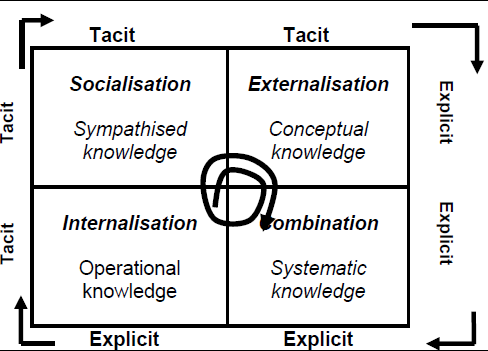 Tacit Tacit
Socialisation Externalisation
Tacit Explicit
Sympathised Conceptual
knowledge knowledge
Internalisation Combination
Tacit Explicit
Operational Systematic
knowledge knowledge
Explicit Explicit